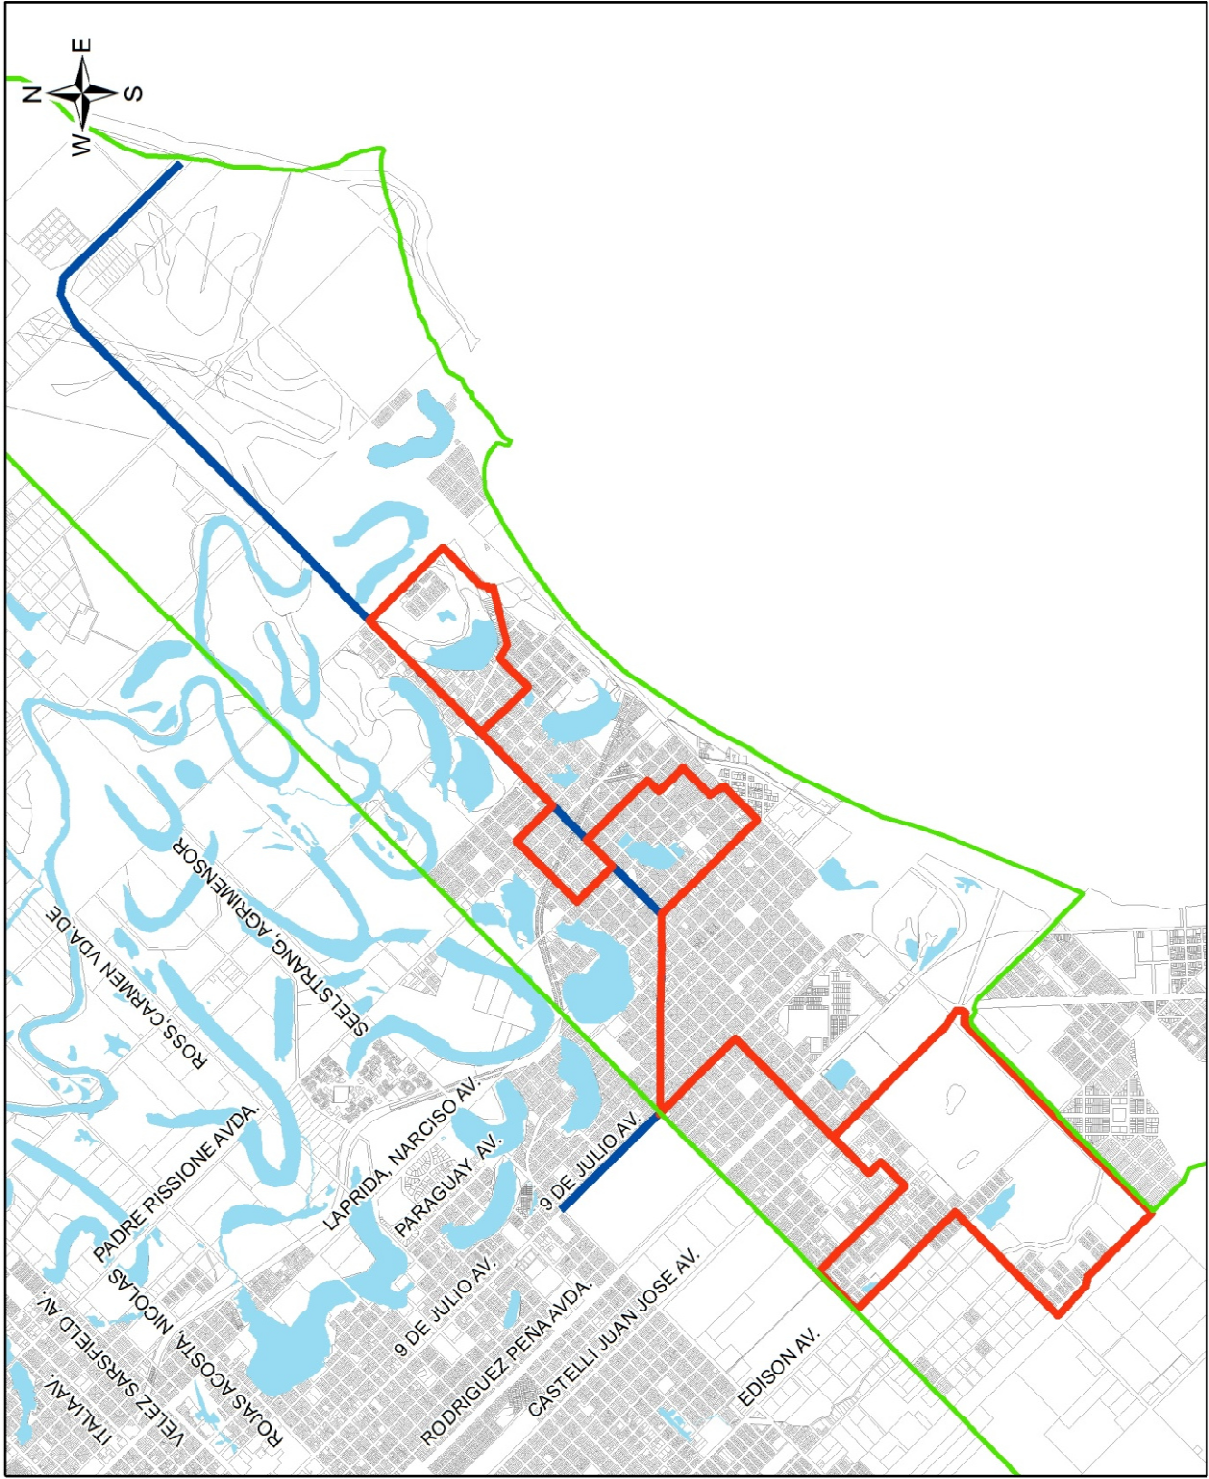 N
E
W
S
SEELSTRANG, AGRIMENSOR
ROSS, CARMEN VDA.DE
PADRE PISSIONE AVDA.
LAPRIDA, NARCISO AV.
PARAGUAY AV.
9 DE JULIO AV.
9 DE JULIO AV.
ROJAS ACOSTA, NICOLAS
VELEZ SARSFIELD AV.
ITALIA AV.
RODRIGUEZ PEÑA AVDA.
CASTELLI JUAN JOSE AV.
EDISON AV.